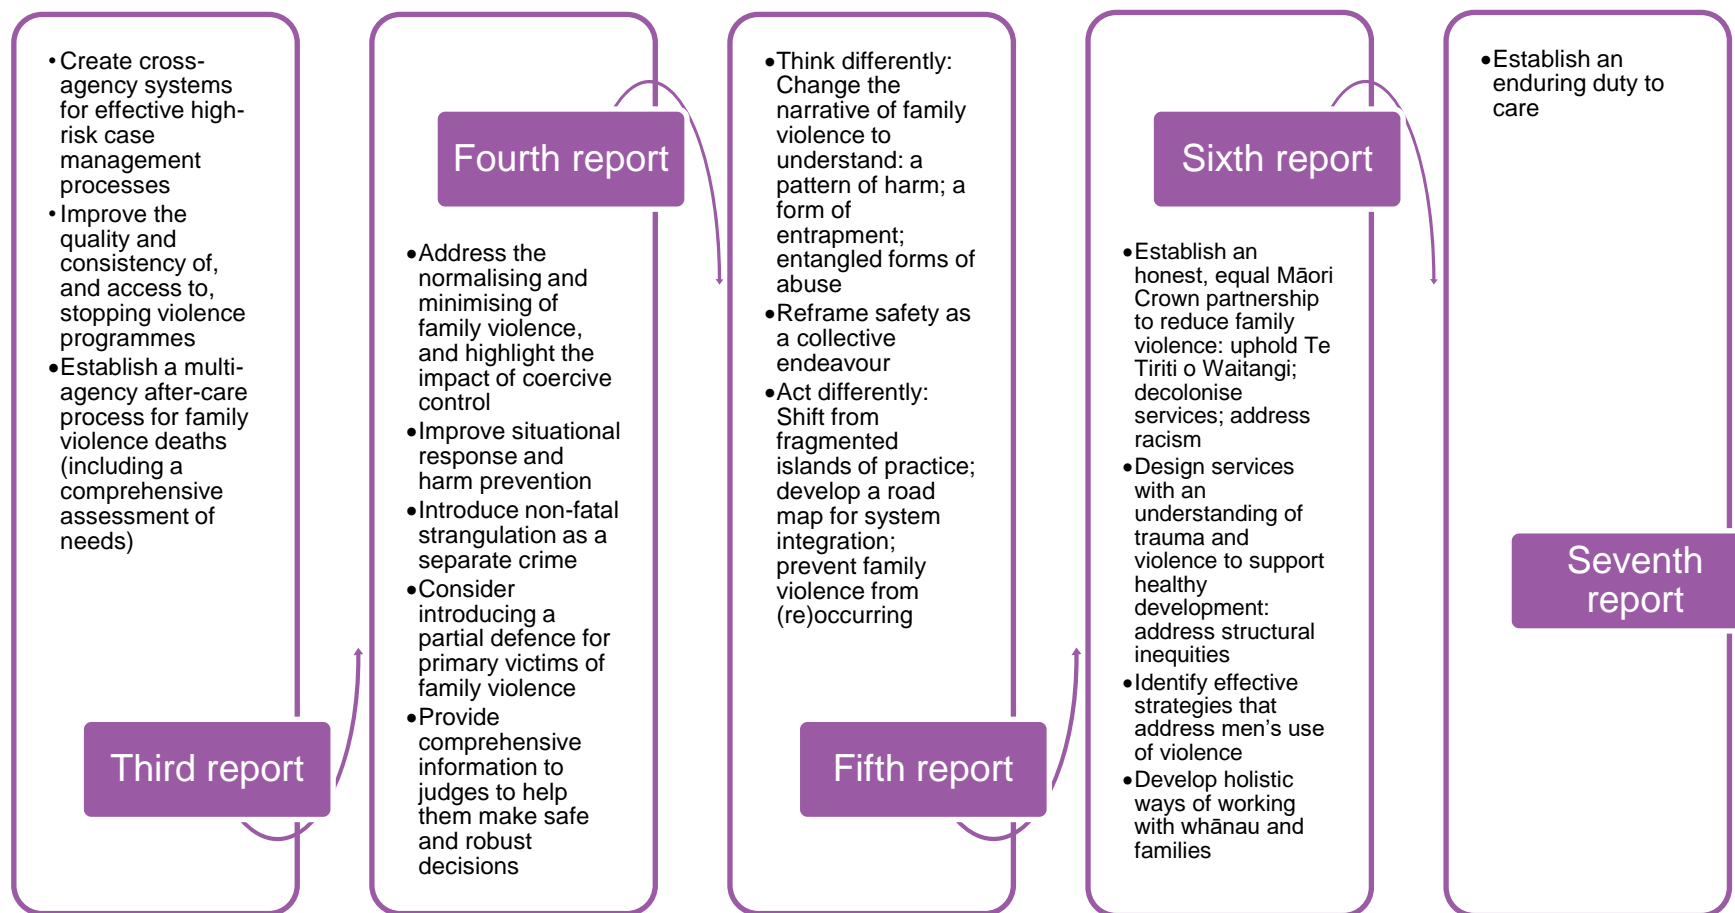 • Create cross-
agency systems
for effective high-
risk case
management
processes
• Improve the
quality and
consistency of,
and access to,
stopping violence
programmes
• Establish a multi-
agency after-care
process for family
violence deaths
(including a
comprehensive
assessment of
needs)
Third report
Fourth report
• Address the
normalising and
minimising of
family violence,
and highlight the
impact of coercive
control
• Improve situational
response and
harm prevention
• Introduce non-fatal
strangulation as a
separate crime
• Consider
introducing a
partial defence for
primary victims of
family violence
• Provide
comprehensive
information to
judges to help
them make safe
and robust
decisions
• Think differently:
Change the
narrative of family
violence to
understand: a
pattern of harm; a
form of
entrapment;
entangled forms of
abuse
• Reframe safety as
a collective
endeavour
• Act differently:
Shift from
fragmented
islands of practice;
develop a road
map for system
integration;
prevent family
violence from
(re)occurring
Fifth report
Sixth report
• Establish an
honest, equal Māori
Crown partnership
to reduce family
violence: uphold Te
Tiriti o Waitangi;
decolonise
services; address
racism
• Design services
with an
understanding of
trauma and
violence to support
healthy
development:
address structural
inequities
• Identify effective
strategies that
address men’s use
of violence
• Develop holistic
ways of working
with whānau and
families
• Establish an
enduring duty to
care
Seventh
report